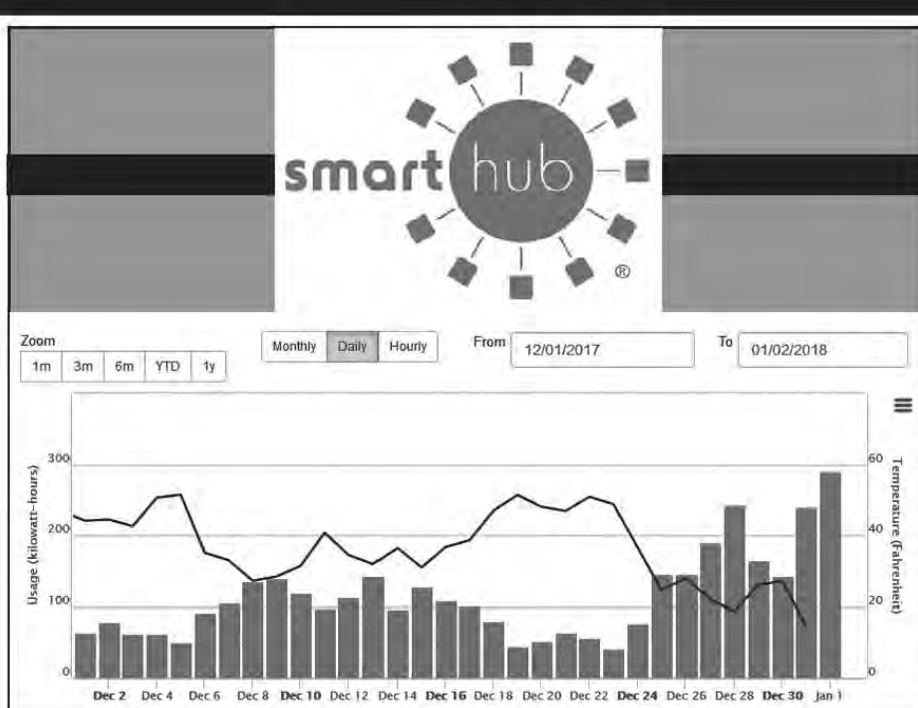 smart hub
®
Zoom
1m 3m 6m YTD 1y
Monthly Daily Hourly
From 12/01/2017
To 01/02/2018
Usage (kilowatt-hours)
300
200
100
0
60
40
20
0
Temperature (Fahrenheit)
Dec 2 Dec 4 Dec 6 Dec 8 Dec 10 Dec 12 Dec 14 Dec 16 Dec 18 Dec 20 Dec 22 Dec 24 Dec 26 Dec 28 Dec 30 Jan 1